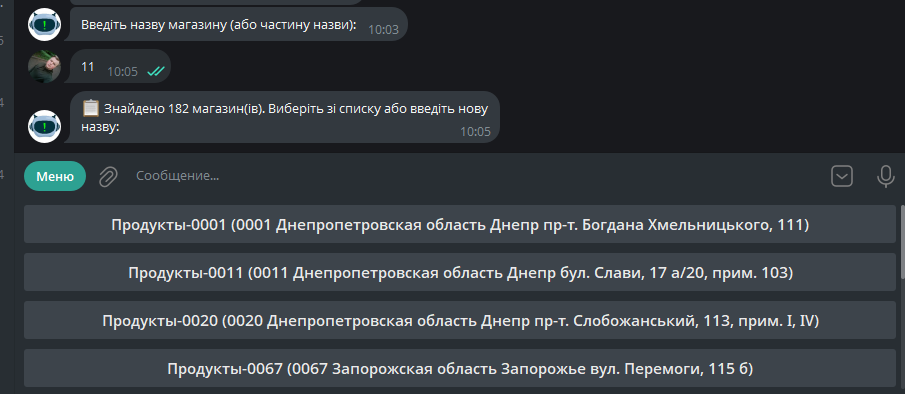 Введіть назву магазину (або частину назви):
10:03
11
10:05
Знайдено 182 магазин(ів). Виберіть зі списку або введіть нову
назву:
10:05
Меню
Сообщение...
Продукты-0001 (0001 Днепропетровская область Днепр пр-т. Богдана Хмельницького, 111)
Продукты-0011 (0011 Днепропетровская область Днепр бул. Слави, 17 а/20, прим. 103)
Продукты-0020 (0020 Днепропетровская область Днепр пр-т. Слобожанський, 113, прим. I, IV)
Продукты-0067 (0067 Запорожская область Запорожье вул. Перемоги, 115 б)